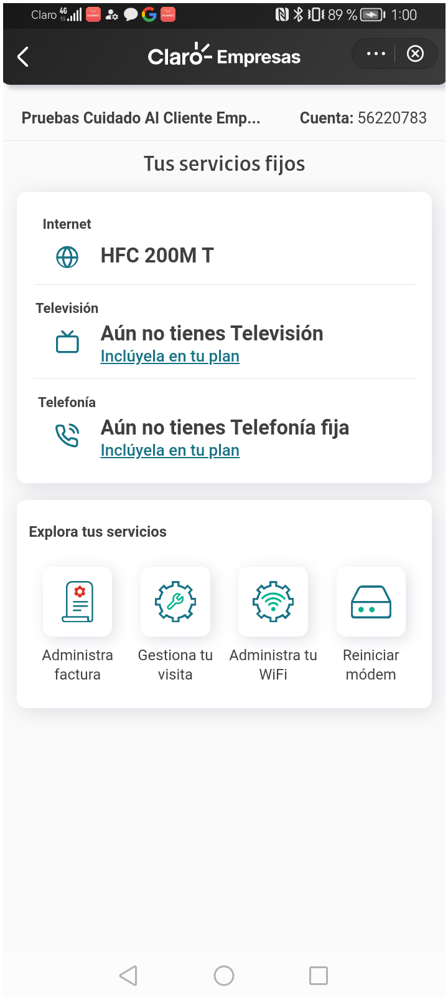 Claro 4G 89 % 1:00
Claro Empresas
Pruebas Cuidado Al Cliente Emp... Cuenta: 56220783
Tus servicios fijos
Internet
HFC 200M T
Televisión
Aún no tienes Televisión
Inclúyela en tu plan
Telefonía
Aún no tienes Telefonía fija
Inclúyela en tu plan
Explora tus servicios
Administra factura
Gestiona tu visita
Administra tu WiFi
Reiniciar módem